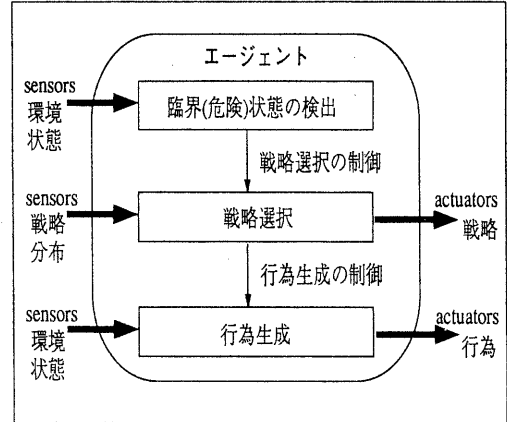 エージェント
sensors
環境
状態
臨界(危険)状態の検出
戦略選択の制御
sensors
戦略
分布
戦略選択
actuators
戦略
行為生成の制御
sensors
環境
状態
行為生成
actuators
行為